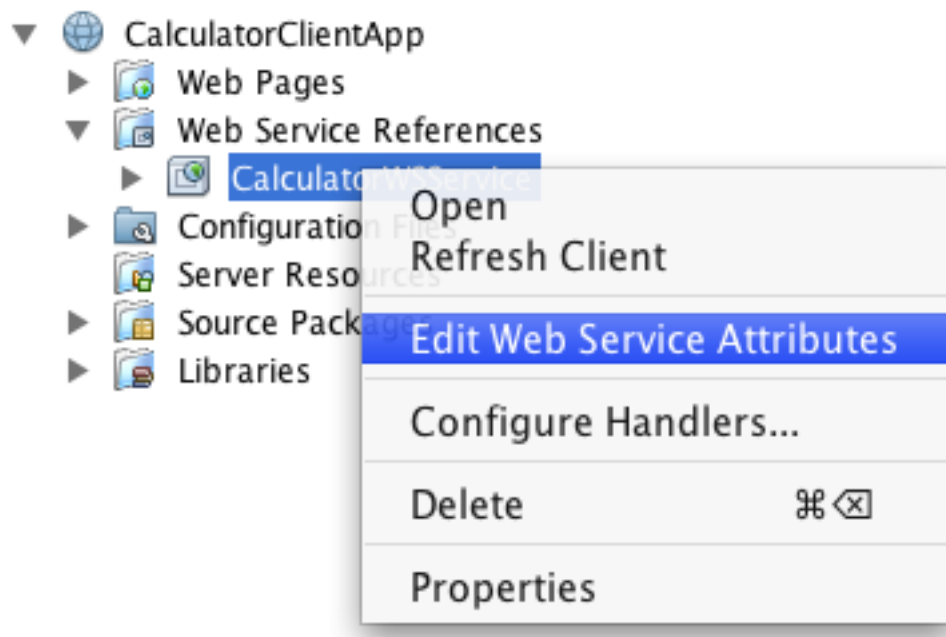 CalculatorClientApp
Web Pages
Web Service References
CalculatorWSService
Configuration Files
Server Resources
Source Packages
Libraries
Open
Refresh Client
Edit Web Service Attributes
Configure Handlers...
Delete ⌘⌫
Properties